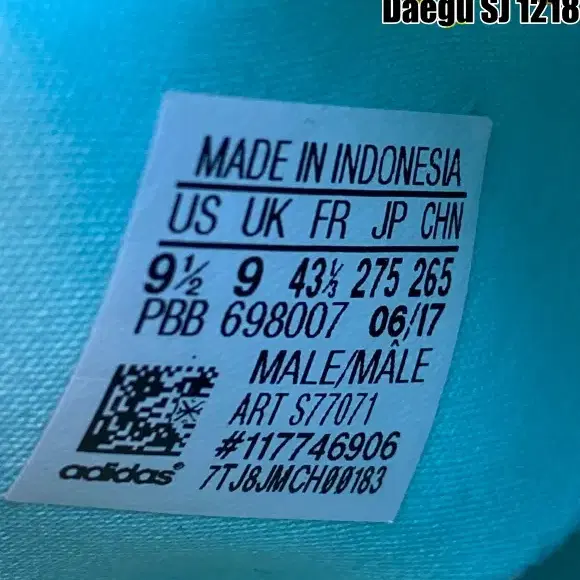 Daegu SJ 1218
MADE IN INDONESIA
US UK FR JP CHN
9½ 9 43⅓ 275 265
PBB 698007 06/17
MALE/MÂLE
ART S77071
#117746906
adidas® 7TJ8JMCH00183